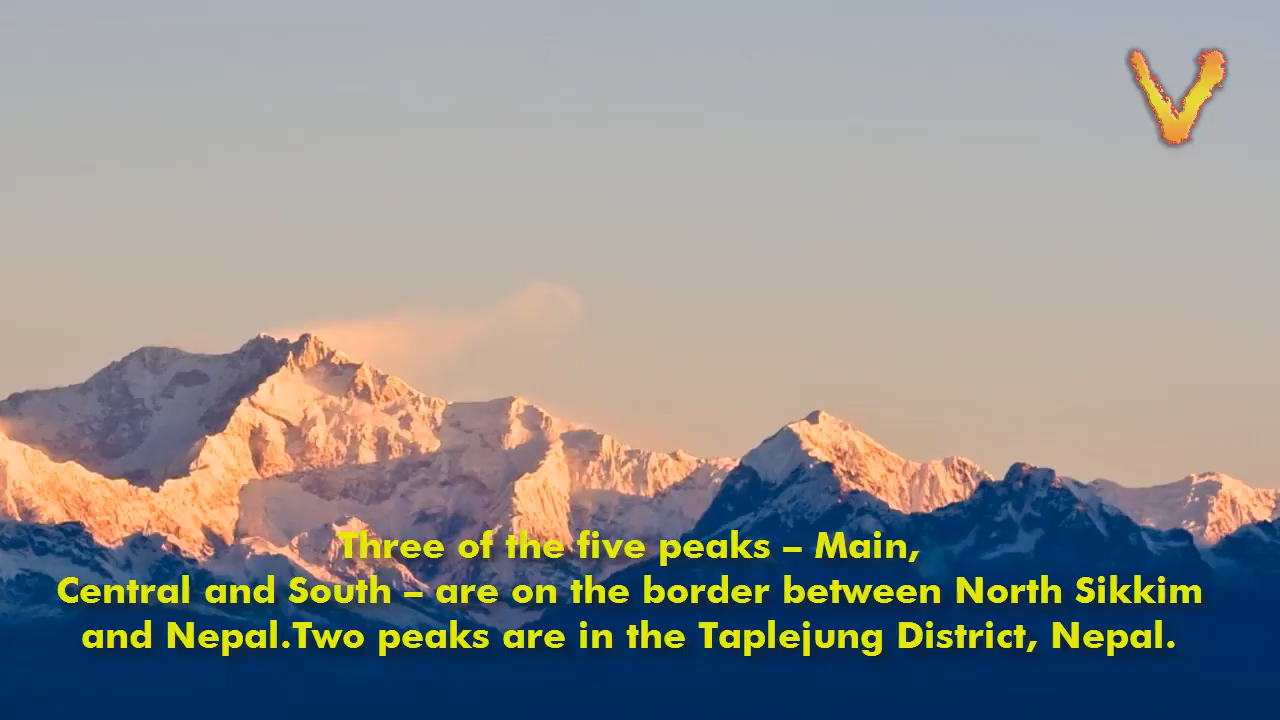 V
Three of the five peaks – Main,
Central and South – are on the border between North Sikkim
and Nepal.Two peaks are in the Taplejung District, Nepal.